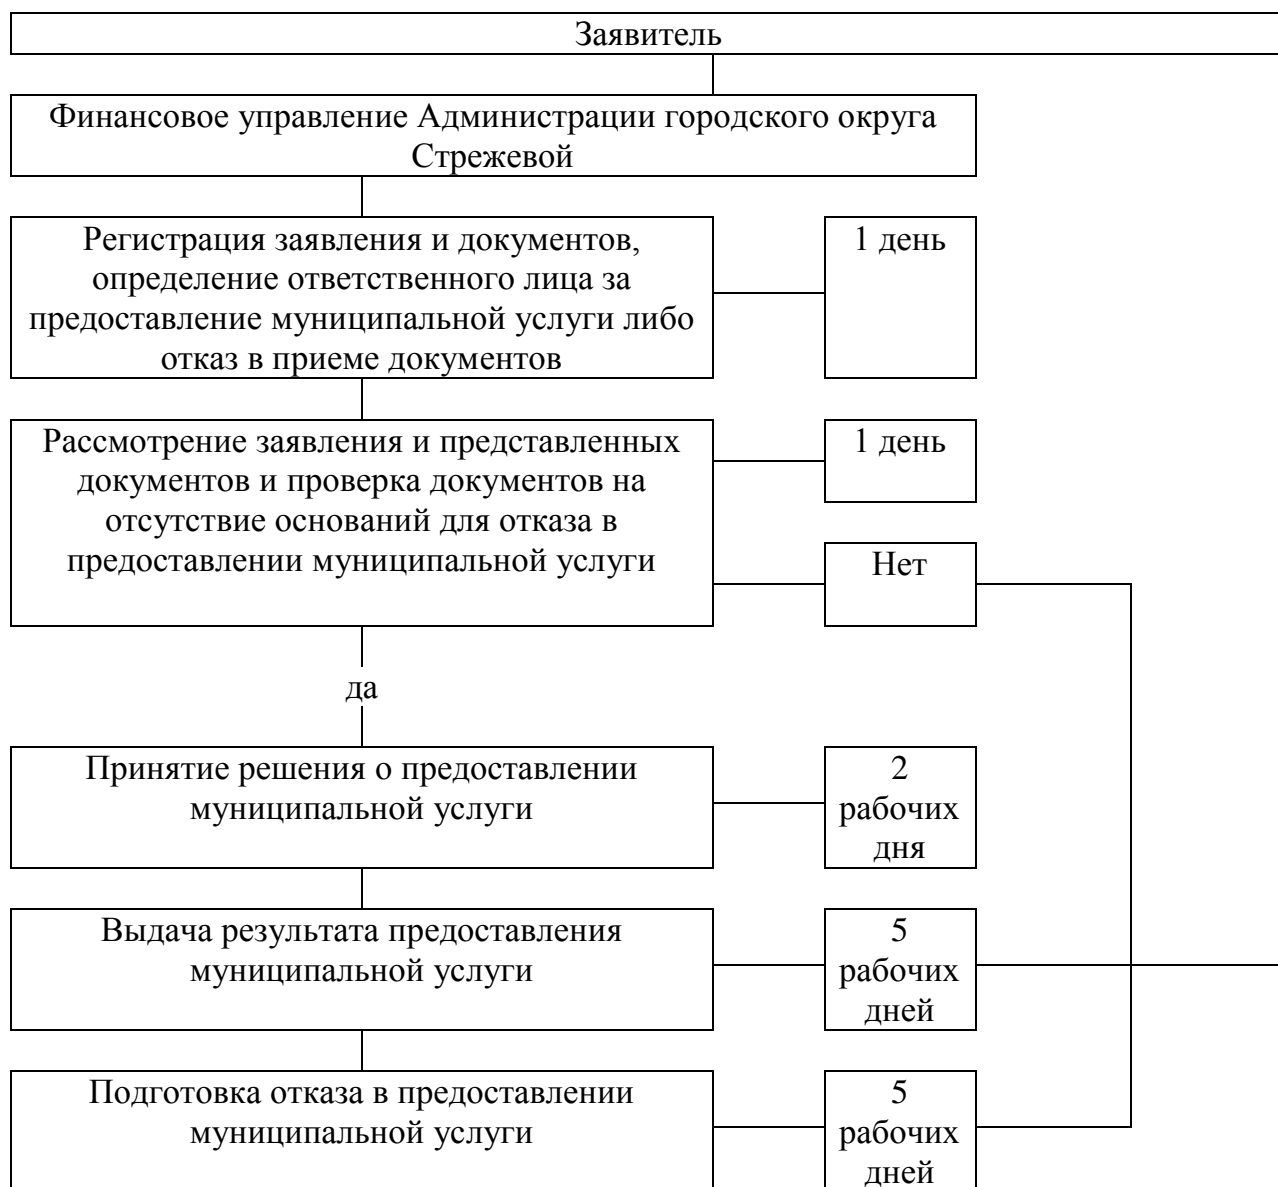 Заявитель
Финансовое управление Администрации городского округа
Стрежевой
Регистрация заявления и документов,
определение ответственного лица за
предоставление муниципальной услуги либо
отказ в приеме документов
1 день
Рассмотрение заявления и представленных
документов и проверка документов на
отсутствие оснований для отказа в
предоставлении муниципальной услуги
1 день
Нет
да
Принятие решения о предоставлении
муниципальной услуги
2
рабочих
дня
Выдача результата предоставления
муниципальной услуги
5
рабочих
дней
Подготовка отказа в предоставлении
муниципальной услуги
5
рабочих
дней